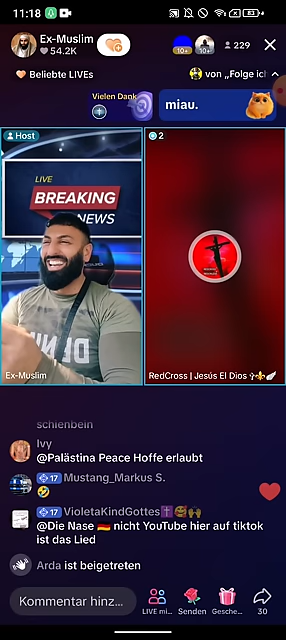 11:18
Ex-Muslim
54.2K
10+
10+
229
Beliebte LIVEs
von „Folge ich
Vielen Dank
miau.
Host
2
LIVE
BREAKING
NEWS
Ex-Muslim
RedCross | Jesús El Dios
schienbein
Ivy
@Palästina Peace Hoffe erlaubt
17 Mustang_Markus S.
17 VioletaKindGottes
@Die Nase nicht YouTube hier auf tiktok
ist das Lied
Arda ist beigetreten
Kommentar hinz...
LIVE mi...
Senden
Gesche...
30